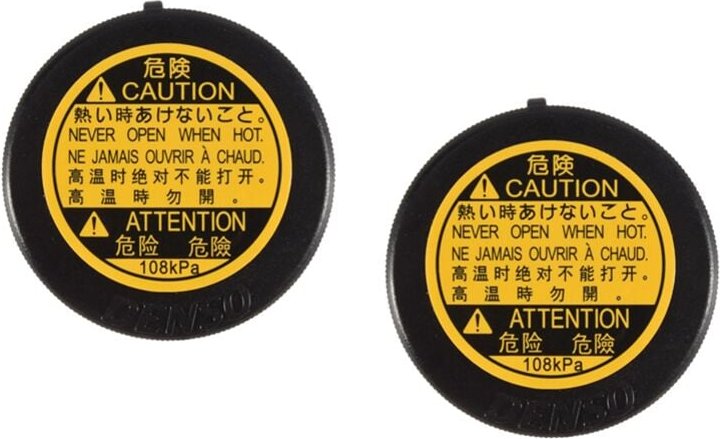 危険
CAUTION
熱い時あけないこと。
NEVER OPEN WHEN HOT.
NE JAMAIS OUVRIR À CHAUD.
高温时绝对不能打开。
高温時勿開。
ATTENTION
危险 危險
108kPa
DENSO
危険
CAUTION
熱い時あけないこと。
NEVER OPEN WHEN HOT.
NE JAMAIS OUVRIR À CHAUD.
高温时绝对不能打开。
高温時勿開。
ATTENTION
危险 危險
108kPa
DENSO